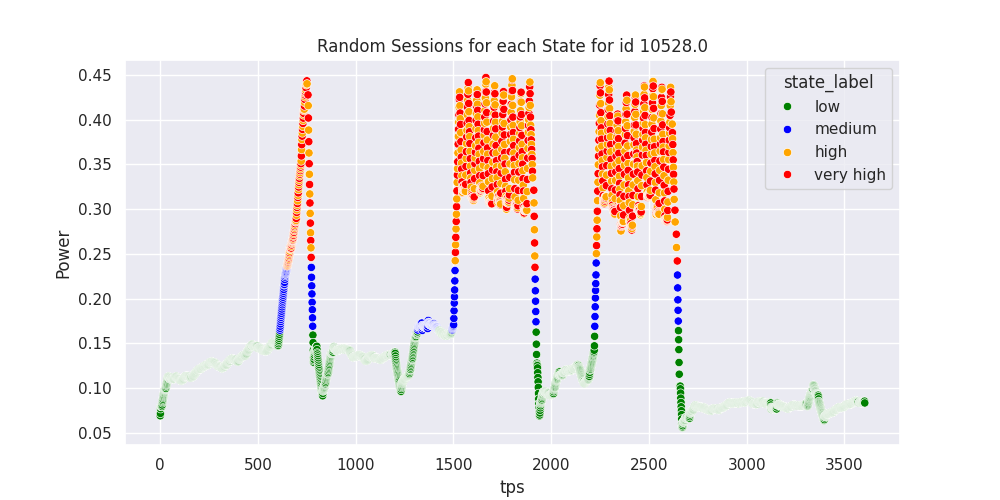 Random Sessions for each State for id 10528.0
state_label
low
medium
high
very high
Power
0.45
0.40
0.35
0.30
0.25
0.20
0.15
0.10
0.05
0 500 1000 1500 2000 2500 3000 3500
tps